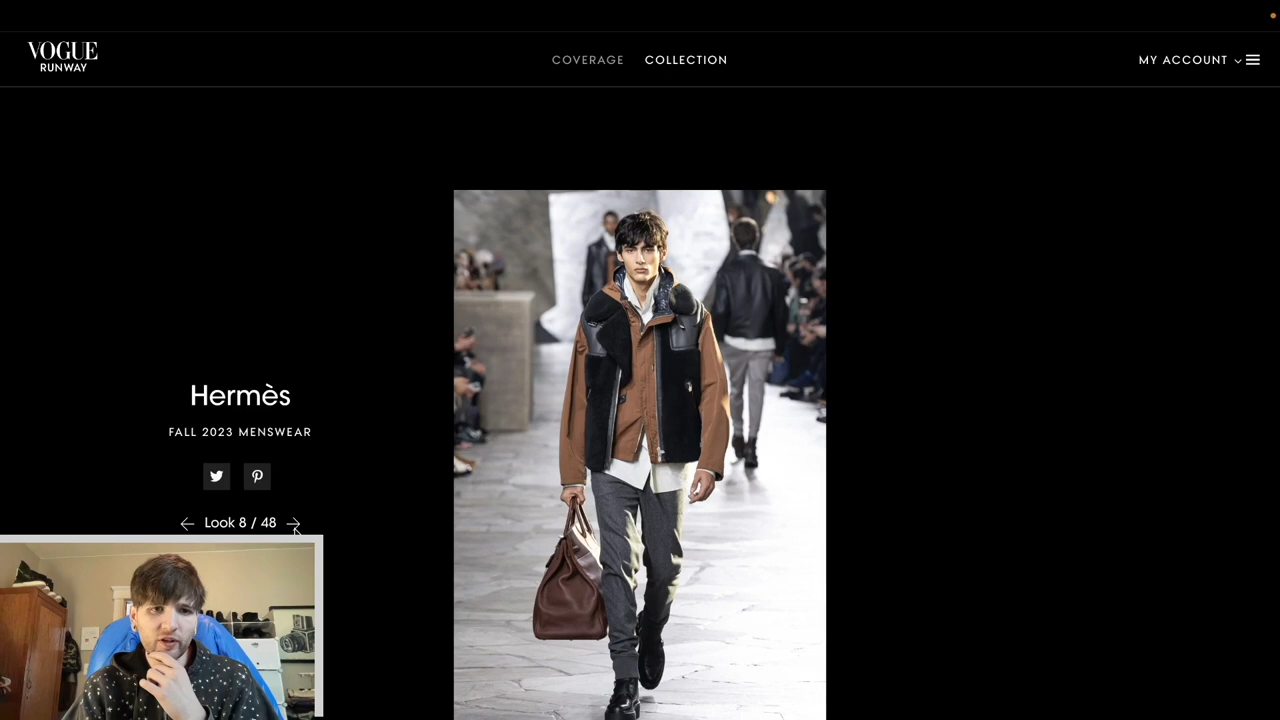 VOGUE
RUNWAY
COVERAGE
COLLECTION
MY ACCOUNT
Hermès
FALL 2023 MENSWEAR
Look 8 / 48